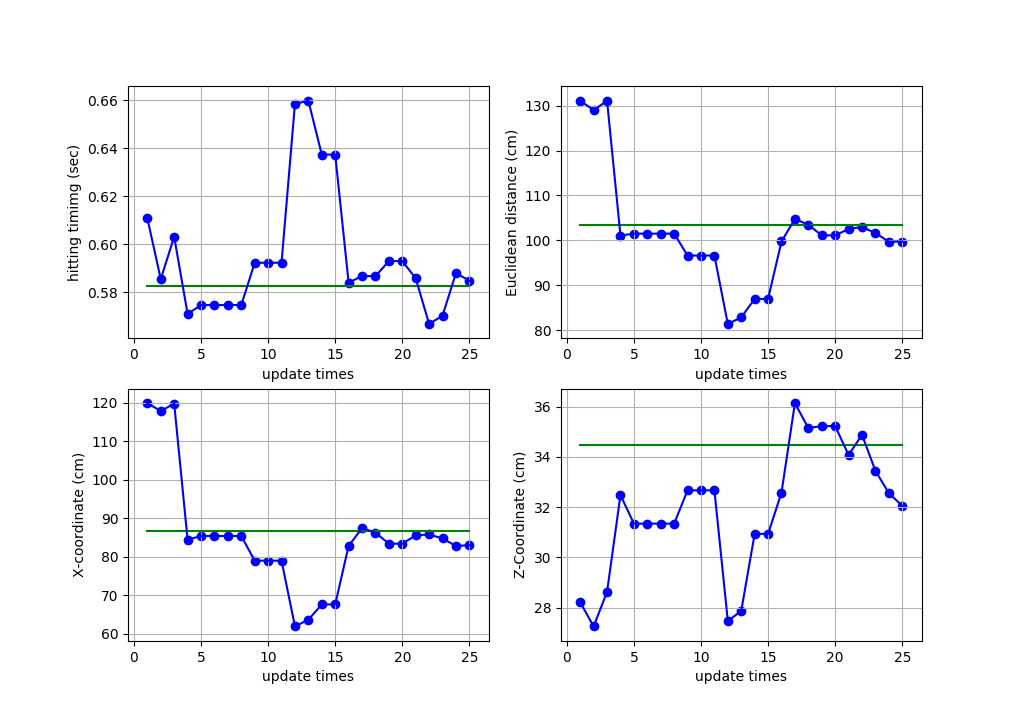 0.66
0.64
0.62
0.60
0.58
hitting timimg (sec)
0 5 10 15 20 25
update times
130
120
110
100
90
80
Euclidean distance (cm)
0 5 10 15 20 25
update times
120
110
100
90
80
70
60
X-coordinate (cm)
0 5 10 15 20 25
update times
36
34
32
30
28
Z-Coordinate (cm)
0 5 10 15 20 25
update times